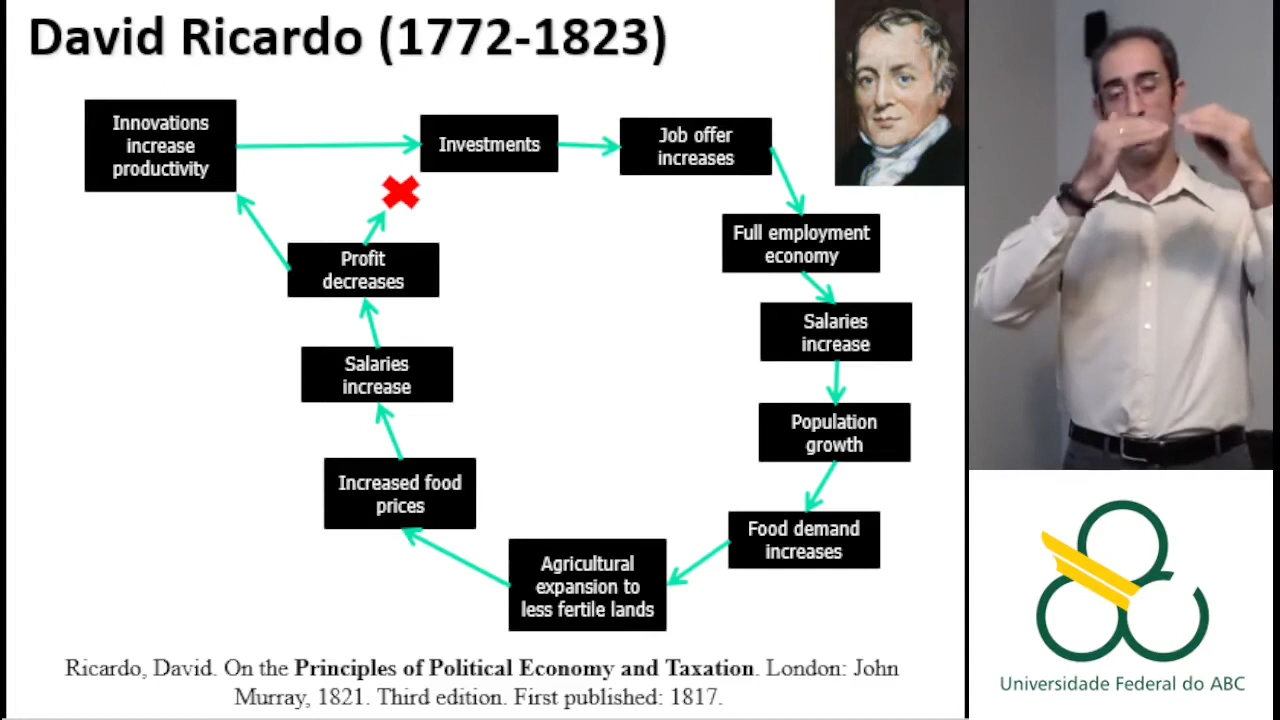 David Ricardo (1772-1823)
Innovations
increase
productivity
Investments
Job offer
increases
Full employment
economy
Salaries
increase
Population
growth
Food demand
increases
Agricultural
expansion to
less fertile lands
Increased food
prices
Salaries
increase
Profit
decreases
Ricardo, David. On the Principles of Political Economy and Taxation. London: John
Murray, 1821. Third edition. First published: 1817.
Universidade Federal do ABC